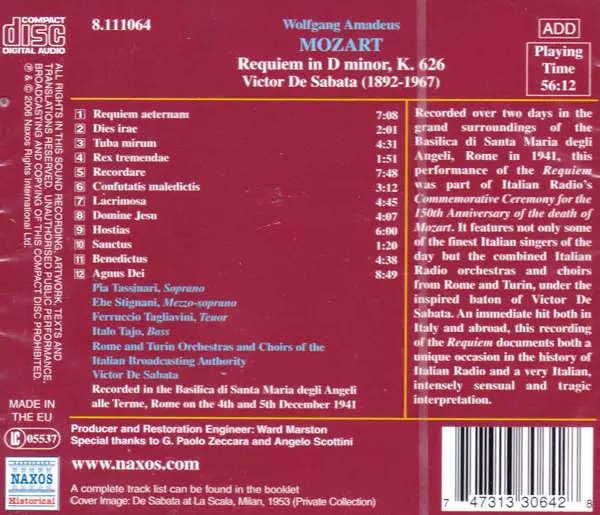 COMPACT
disc
DIGITAL AUDIO
8.111064
Wolfgang Amadeus
MOZART
Requiem in D minor, K. 626
Victor De Sabata (1892-1967)
ADD
Playing
Time
56:12
ALL RIGHTS IN THIS SOUND RECORDING, ARTWORK, TEXTS AND
TRANSLATIONS RESERVED. UNAUTHORISED PUBLIC PERFORMANCE,
BROADCASTING AND COPYING OF THIS COMPACT DISC PROHIBITED.
℗ & © 2006 Naxos Rights International Ltd.
1 Requiem aeternam 7:08
2 Dies irae 2:01
3 Tuba mirum 4:31
4 Rex tremendae 1:51
5 Recordare 7:48
6 Confutatis maledictis 3:12
7 Lacrimosa 4:45
8 Domine Jesu 4:07
9 Hostias 6:00
10 Sanctus 1:20
11 Benedictus 4:38
12 Agnus Dei 8:49
Pia Tassinari, Soprano
Ebe Stignani, Mezzo-soprano
Ferruccio Tagliavini, Tenor
Italo Tajo, Bass
Rome and Turin Orchestras and Choirs of the
Italian Broadcasting Authority
Victor De Sabata
Recorded in the Basilica di Santa Maria degli Angeli
alle Terme, Rome on the 4th and 5th December 1941
Recorded over two days in the
grand surroundings of the
Basilica di Santa Maria degli
Angeli, Rome in 1941, this
performance of the Requiem
was part of Italian Radio's
Commemorative Ceremony for the
150th Anniversary of the death of
Mozart. It features not only some
of the finest Italian singers of the
day but the combined Italian
Radio orchestras and choirs
from Rome and Turin, under the
inspired baton of Victor De
Sabata. An immediate hit both in
Italy and abroad, this recording of
the Requiem documents both a
unique occasion in the history of
Italian Radio and a very Italian,
intensely sensual and tragic
interpretation.
MADE IN
THE EU
LC 05537
Producer and Restoration Engineer: Ward Marston
Special thanks to G. Paolo Zeccara and Angelo Scottini
NAXOS
Historical
www.naxos.com
A complete track list can be found in the booklet
Cover Image: De Sabata at La Scala, Milan, 1953 (Private Collection)
7 47313 30642 8